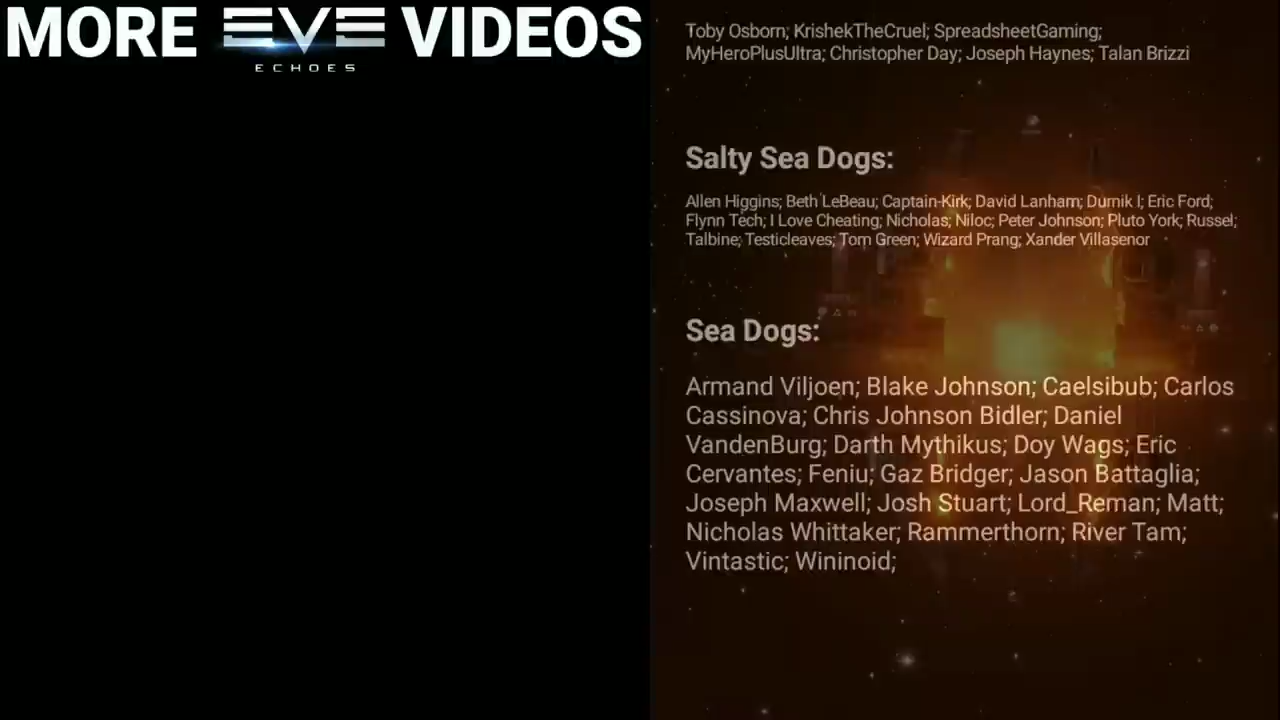 MORE EVE VIDEOS
ECHOES
Toby Osborn; KrishekTheCruel; SpreadsheetGaming;
MyHeroPlusUltra; Christopher Day; Joseph Haynes; Talan Brizzi
Salty Sea Dogs:
Allen Higgins; Beth LeBeau; Captain-Kirk; David Lanham; Durnik I; Eric Ford;
Flynn Tech; I Love Cheating; Nicholas; Niloc; Peter Johnson; Pluto York; Russel;
Talbine; Testicleaves; Tom Green; Wizard Prang; Xander Villasenor
Sea Dogs:
Armand Viljoen; Blake Johnson; Caelsibub; Carlos
Cassinova; Chris Johnson Bidler; Daniel
VandenBurg; Darth Mythikus; Doy Wags; Eric
Cervantes; Feniu; Gaz Bridger; Jason Battaglia;
Joseph Maxwell; Josh Stuart; Lord_Reman; Matt;
Nicholas Whittaker; Rammerthorn; River Tam;
Vintastic; Wininoid;